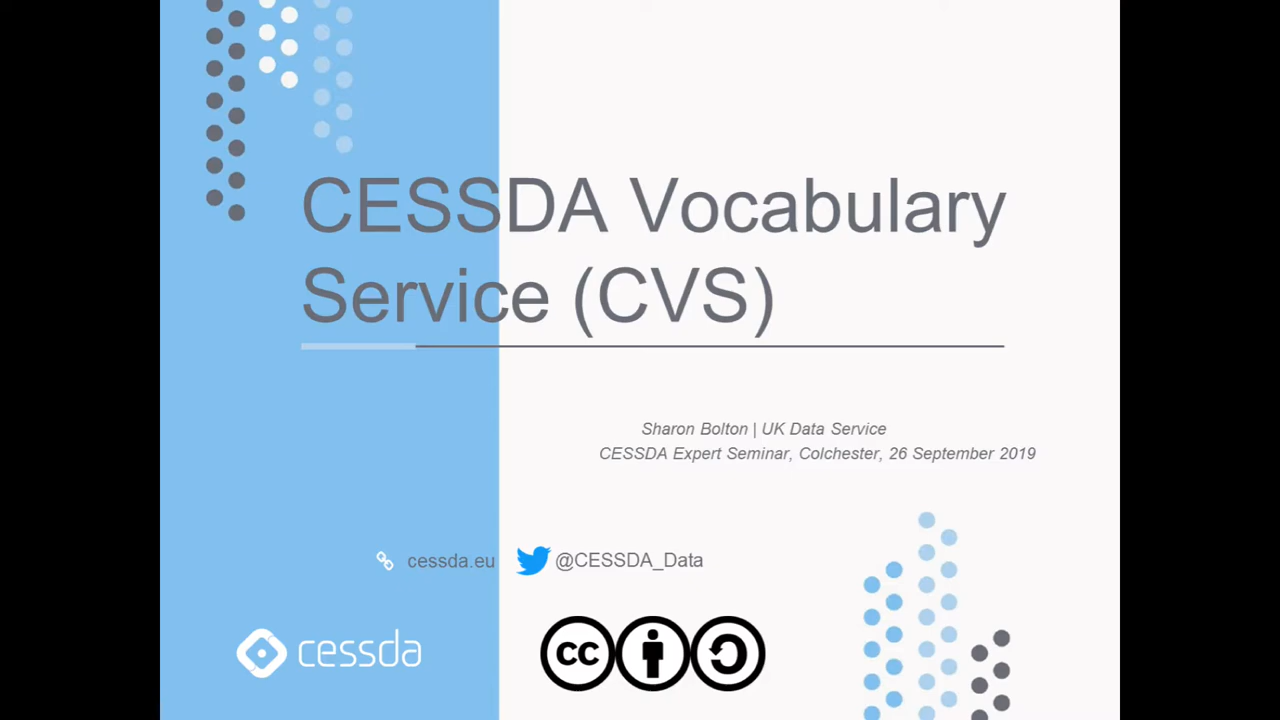 CESSDA Vocabulary
Service (CVS)
Sharon Bolton | UK Data Service
CESSDA Expert Seminar, Colchester, 26 September 2019
cessda.eu @CESSDA_Data
cessda
cc